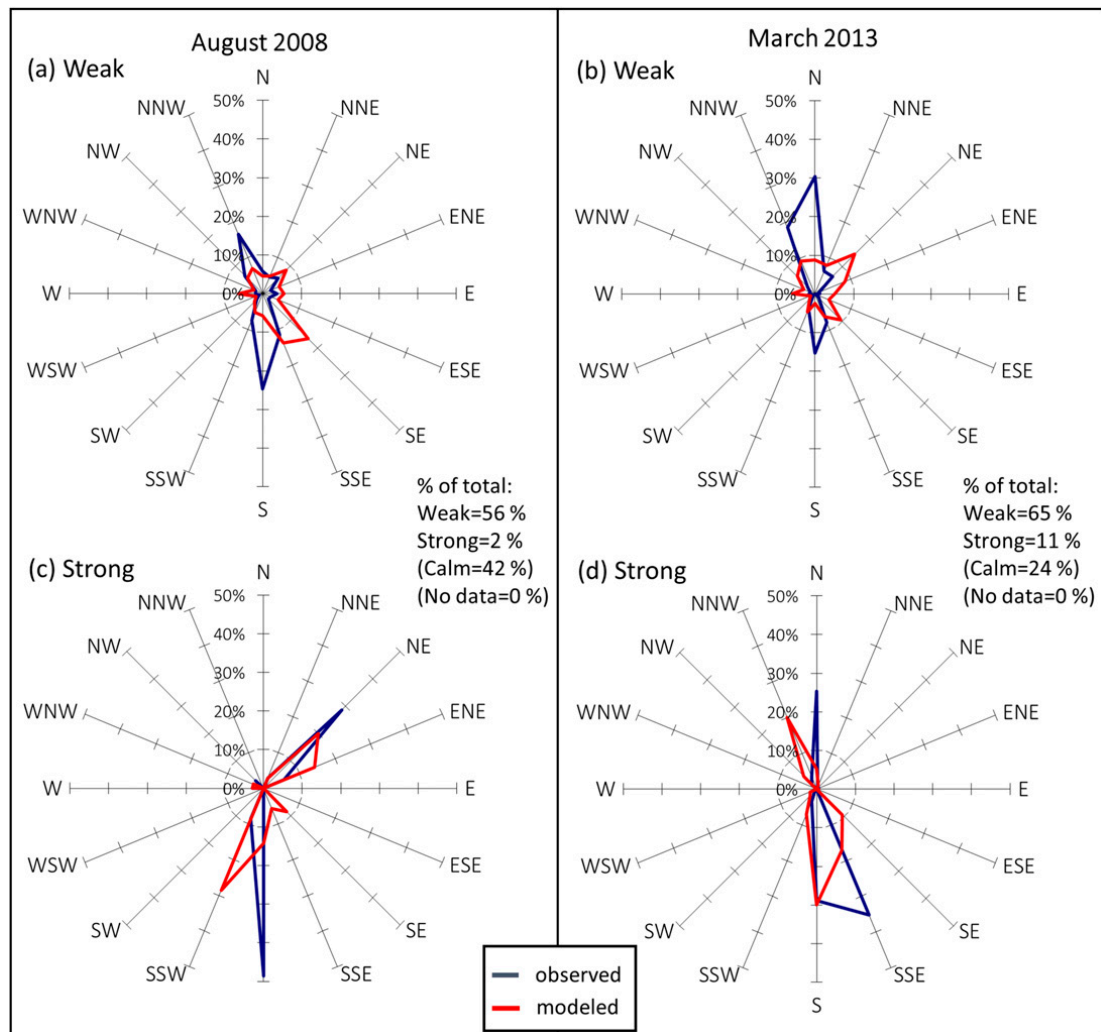 August 2008
(a) Weak
N
NNE
NE
ENE
E
ESE
SE
SSE
S
SSW
SW
WSW
W
WNW
NW
NNW
50%
40%
30%
20%
10%
0%
% of total:
Weak=56 %
Strong=2 %
(Calm=42 %)
(No data=0 %)
March 2013
(b) Weak
N
NNE
NE
ENE
E
ESE
SE
SSE
S
SSW
SW
WSW
W
WNW
NW
NNW
50%
40%
30%
20%
10%
0%
% of total:
Weak=65 %
Strong=11 %
(Calm=24 %)
(No data=0 %)
(c) Strong
N
NNE
NE
ENE
E
ESE
SE
SSE
SSW
SW
WSW
W
WNW
NW
NNW
50%
40%
30%
20%
10%
0%
(d) Strong
N
NNE
NE
ENE
E
ESE
SE
SSE
S
SSW
SW
WSW
W
WNW
NW
NNW
50%
40%
30%
20%
10%
0%
observed
modeled